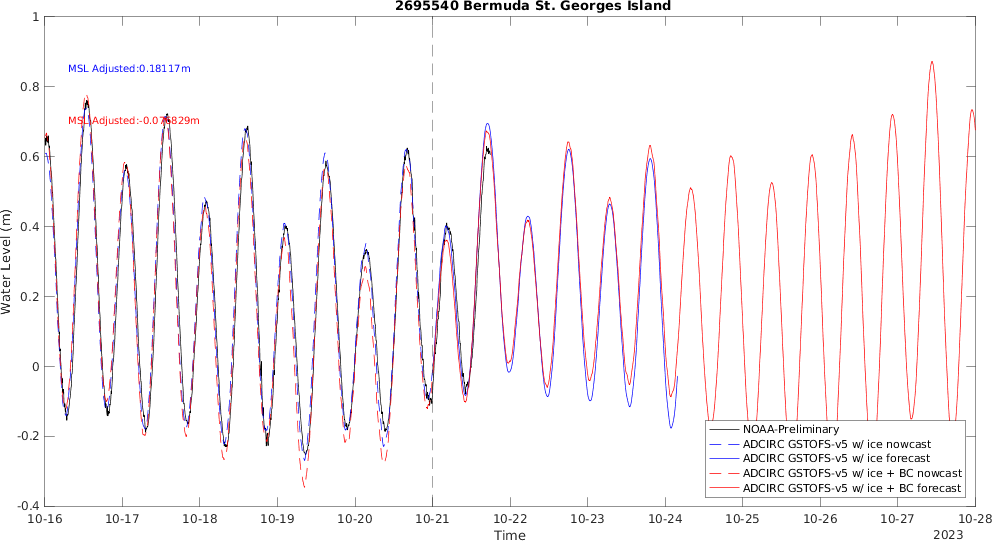 2695540 Bermuda St. Georges Island
1
0.8
0.6
0.4
0.2
0
-0.2
-0.4
Water Level (m)
MSL Adjusted:0.18117m
MSL Adjusted:-0.076829m
NOAA-Preliminary
ADCIRC GSTOFS-v5 w/ ice nowcast
ADCIRC GSTOFS-v5 w/ ice forecast
ADCIRC GSTOFS-v5 w/ ice + BC nowcast
ADCIRC GSTOFS-v5 w/ ice + BC forecast
10-16 10-17 10-18 10-19 10-20 10-21 10-22 10-23 10-24 10-25 10-26 10-27 10-28
Time
2023